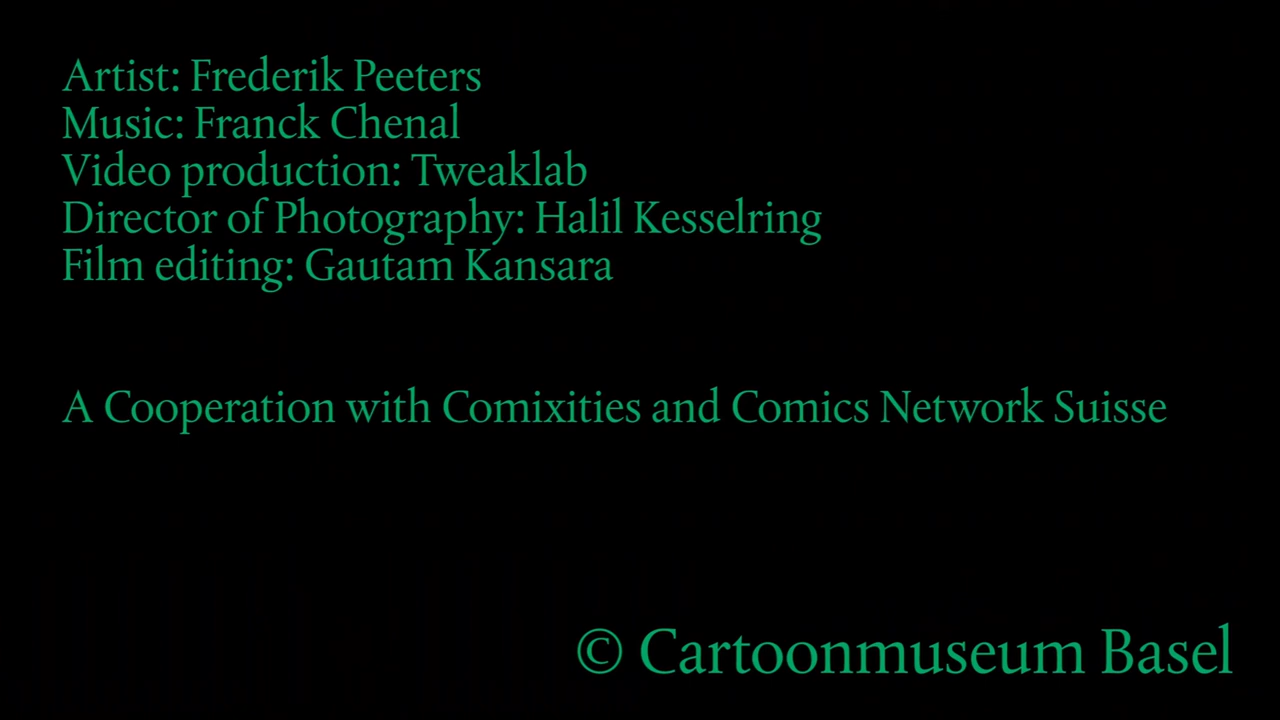 Artist: Frederik Peeters
Music: Franck Chenal
Video production: Tweaklab
Director of Photography: Halil Kesselring
Film editing: Gautam Kansara
A Cooperation with Comixities and Comics Network Suisse
© Cartoonmuseum Basel